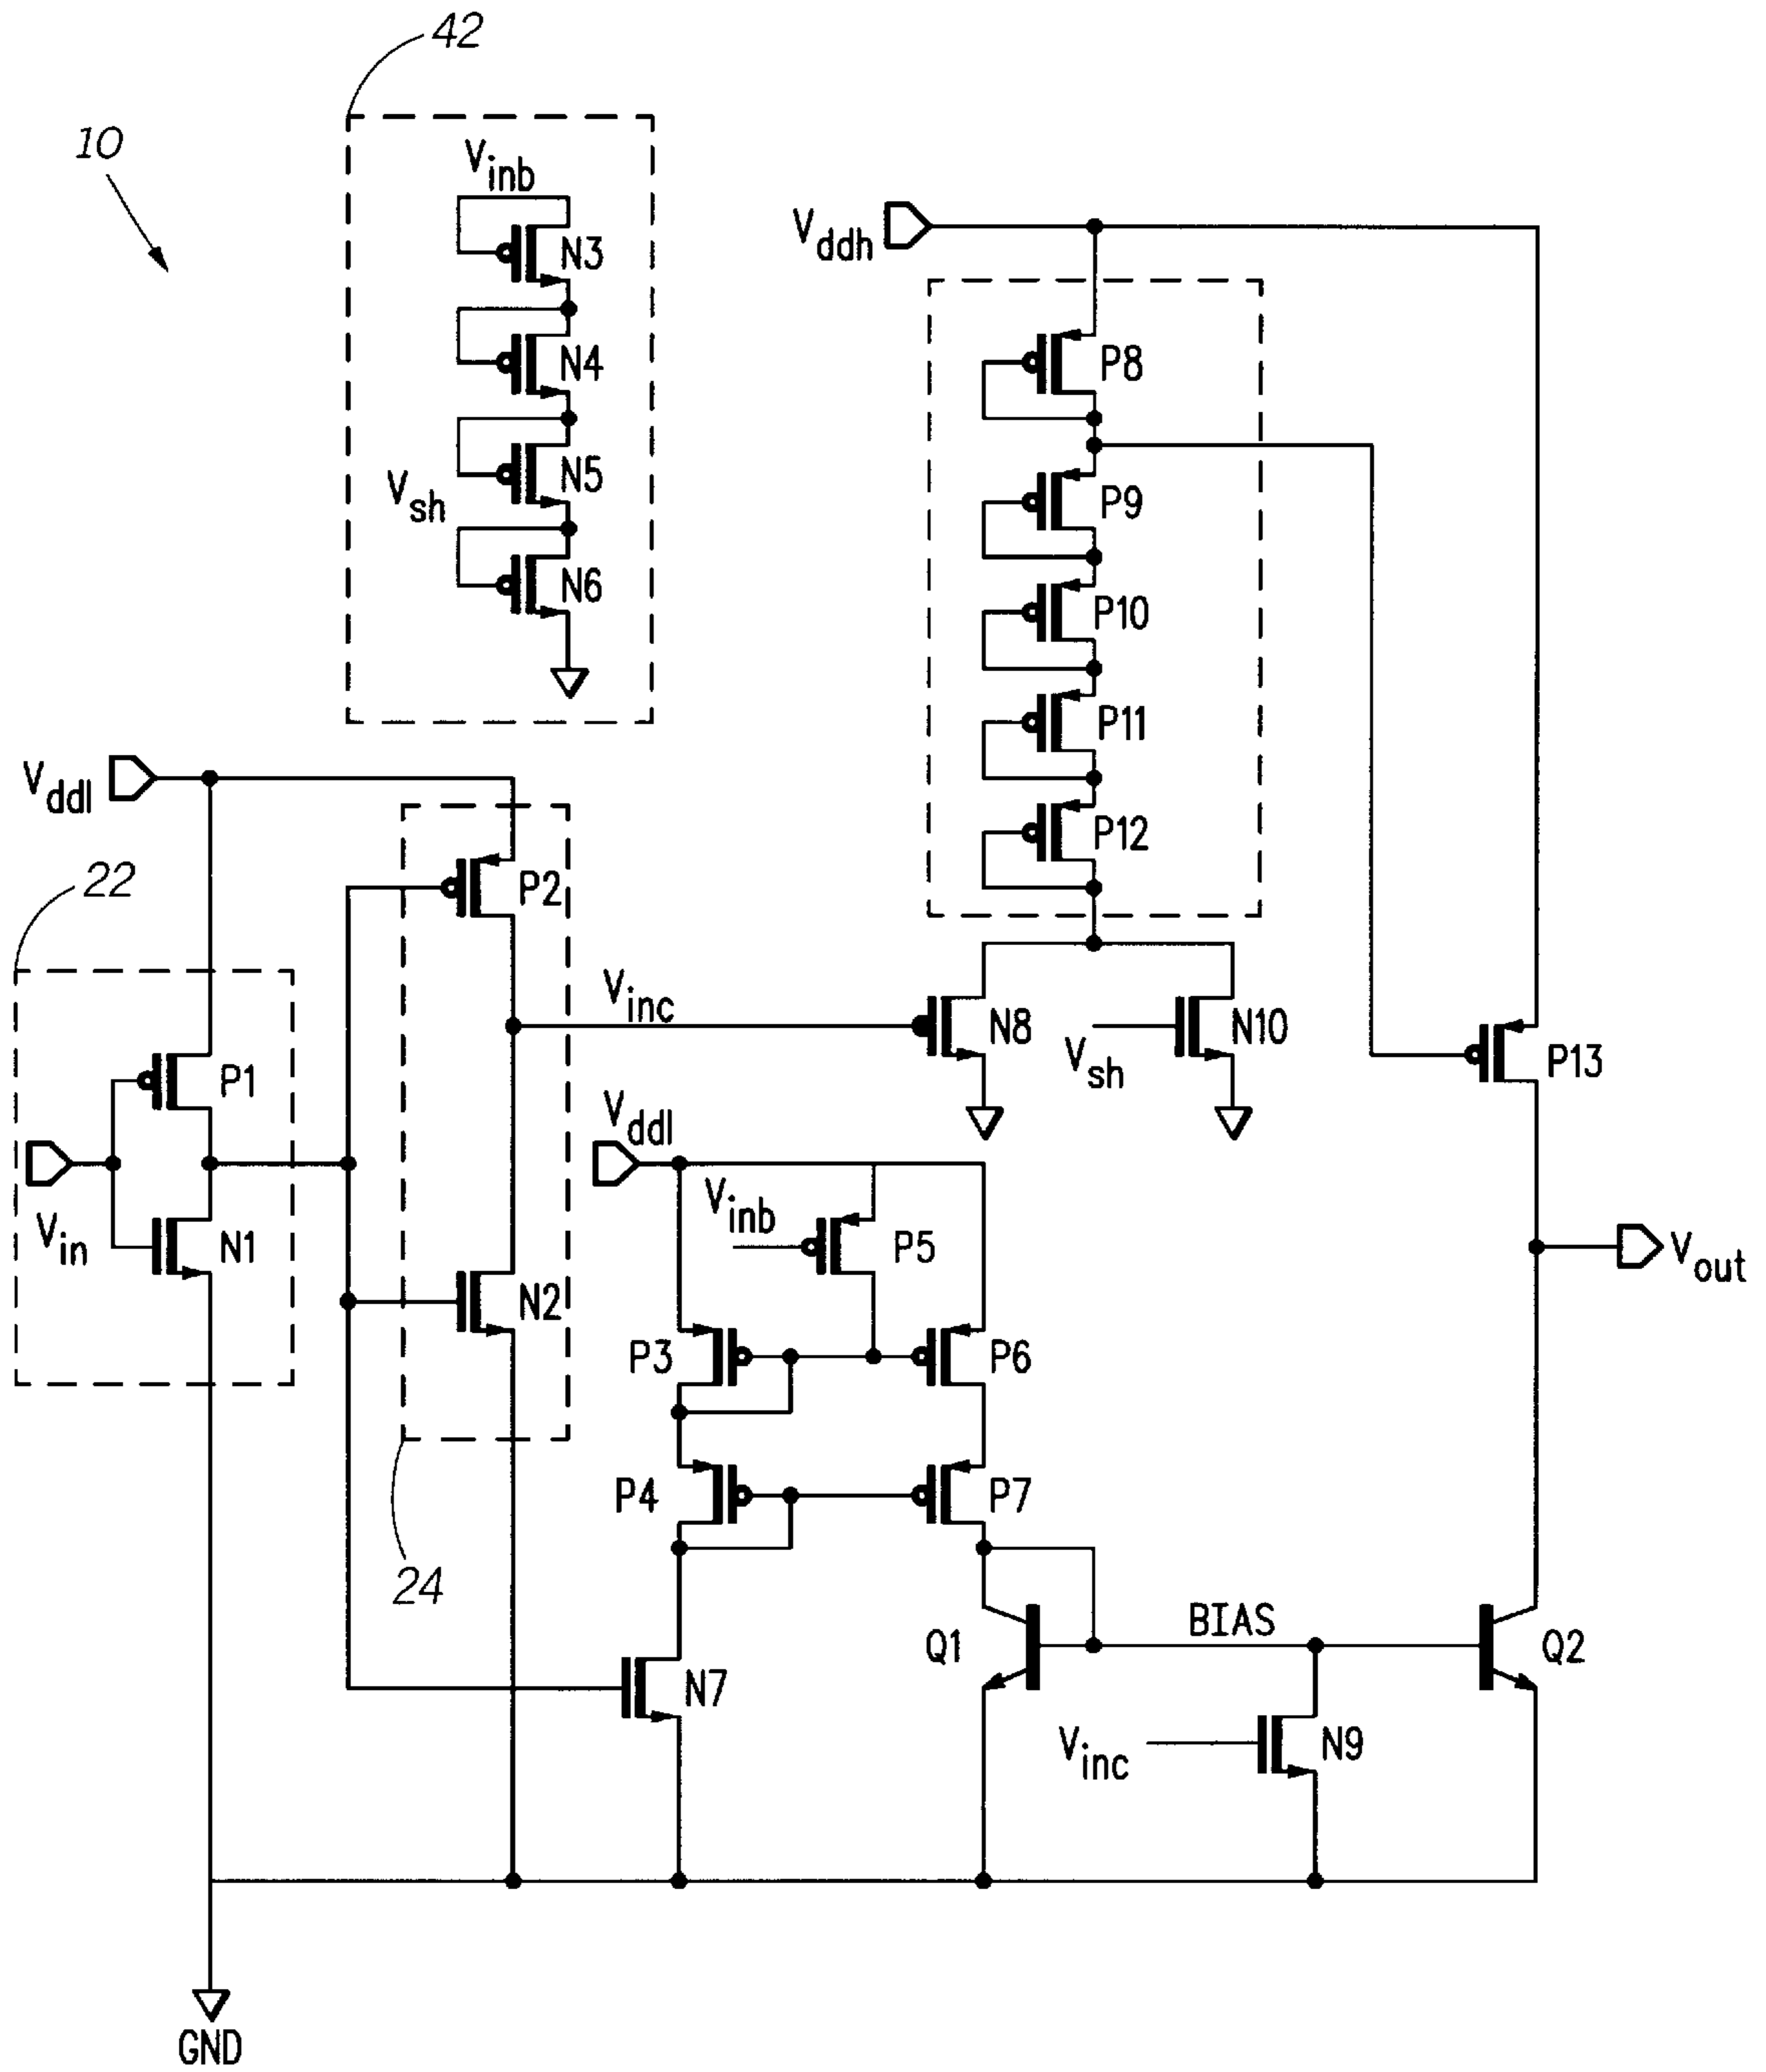 42
10
Vinb
N3
N4
N5
Vsh
N6
Vddh
P8
P9
P10
P11
P12
Vddl
22
P2
Vinc
N8
N10
Vsh
P13
P1
Vin
N1
N2
24
Vddl
Vinb
P5
P3
P6
P4
P7
Vout
N7
Q1
BIAS
Q2
Vinc
N9
GND